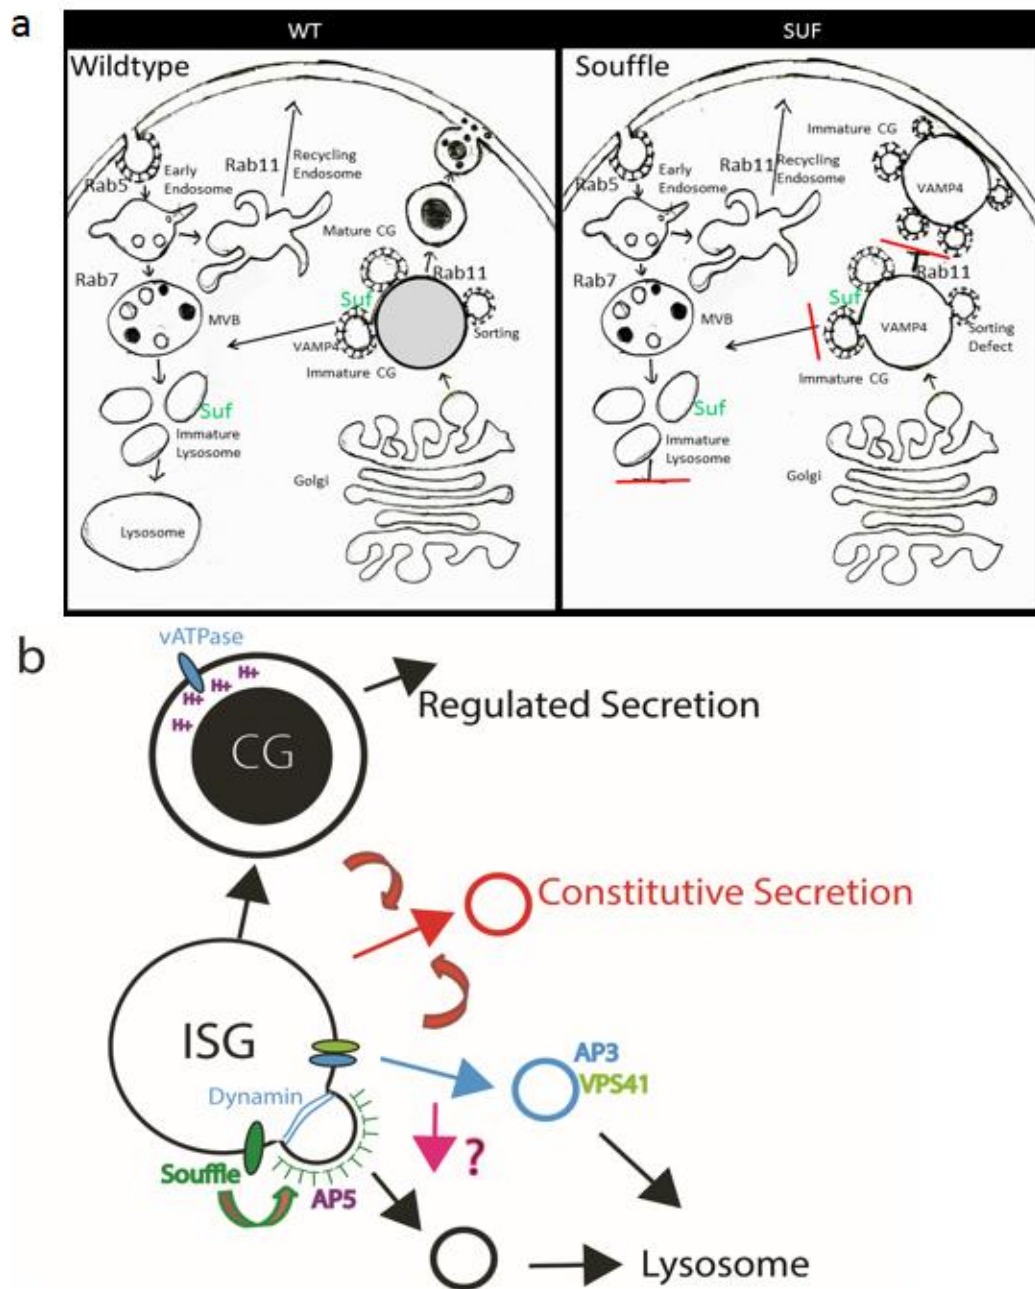 a
WT
SUF
Wildtype
Rab5
Early
Endosome
Rab11
Recycling
Endosome
Rab7
MVB
Mature CG
Rab11
Suf
VAMP4
Sorting
Immature CG
Suf
Immature
Lysosome
Golgi
Lysosome
Souffle
Immature CG
VAMP4
Rab5
Early
Endosome
Rab11
Recycling
Endosome
Rab7
MVB
Rab11
Suf
VAMP4
Sorting
Defect
Immature CG
Suf
Immature
Lysosome
Golgi
b
vATPase
H+
H+
H+
H+
CG
Regulated Secretion
Constitutive Secretion
ISG
Dynamin
AP3
VPS41
Souffle
AP5
?
Lysosome